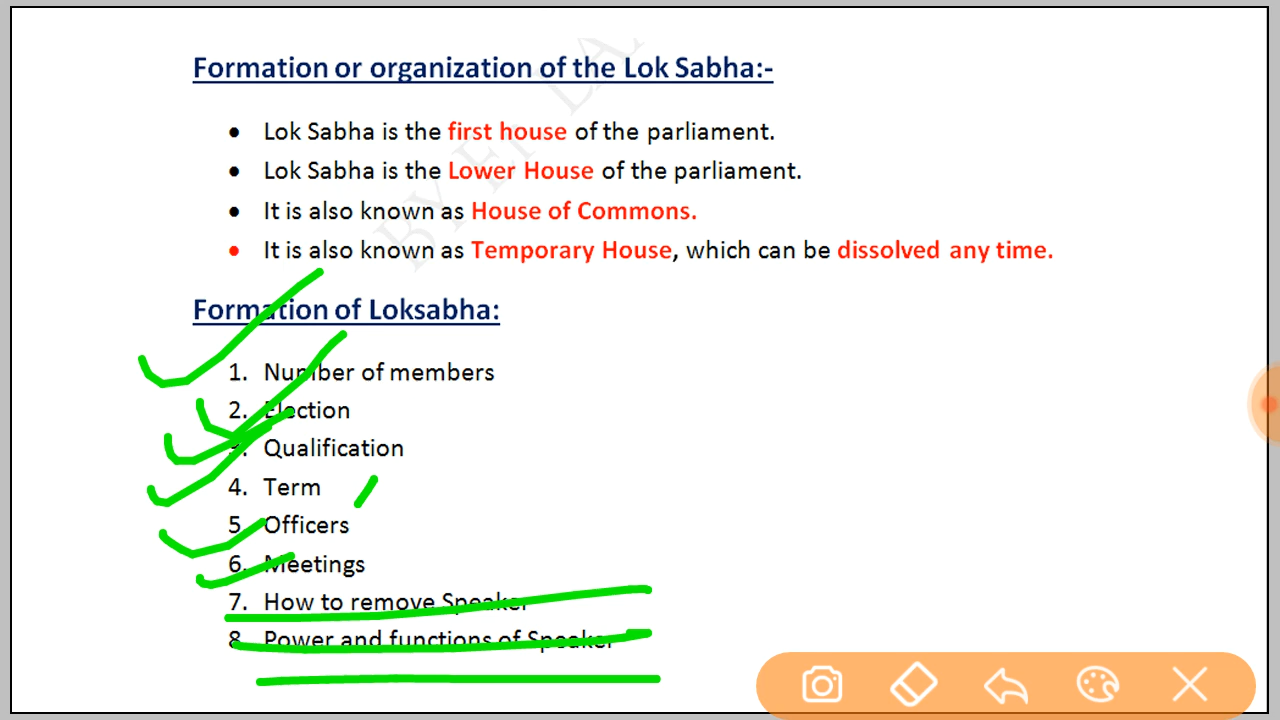 Formation or organization of the Lok Sabha:-
• Lok Sabha is the first house of the parliament.
• Lok Sabha is the Lower House of the parliament.
• It is also known as House of Commons.
• It is also known as Temporary House, which can be dissolved any time.
Formation of Loksabha:
1. Number of members
2. Election
3. Qualification
4. Term
5. Officers
6. Meetings
7. How to remove Speaker
8. Power and functions of Speaker